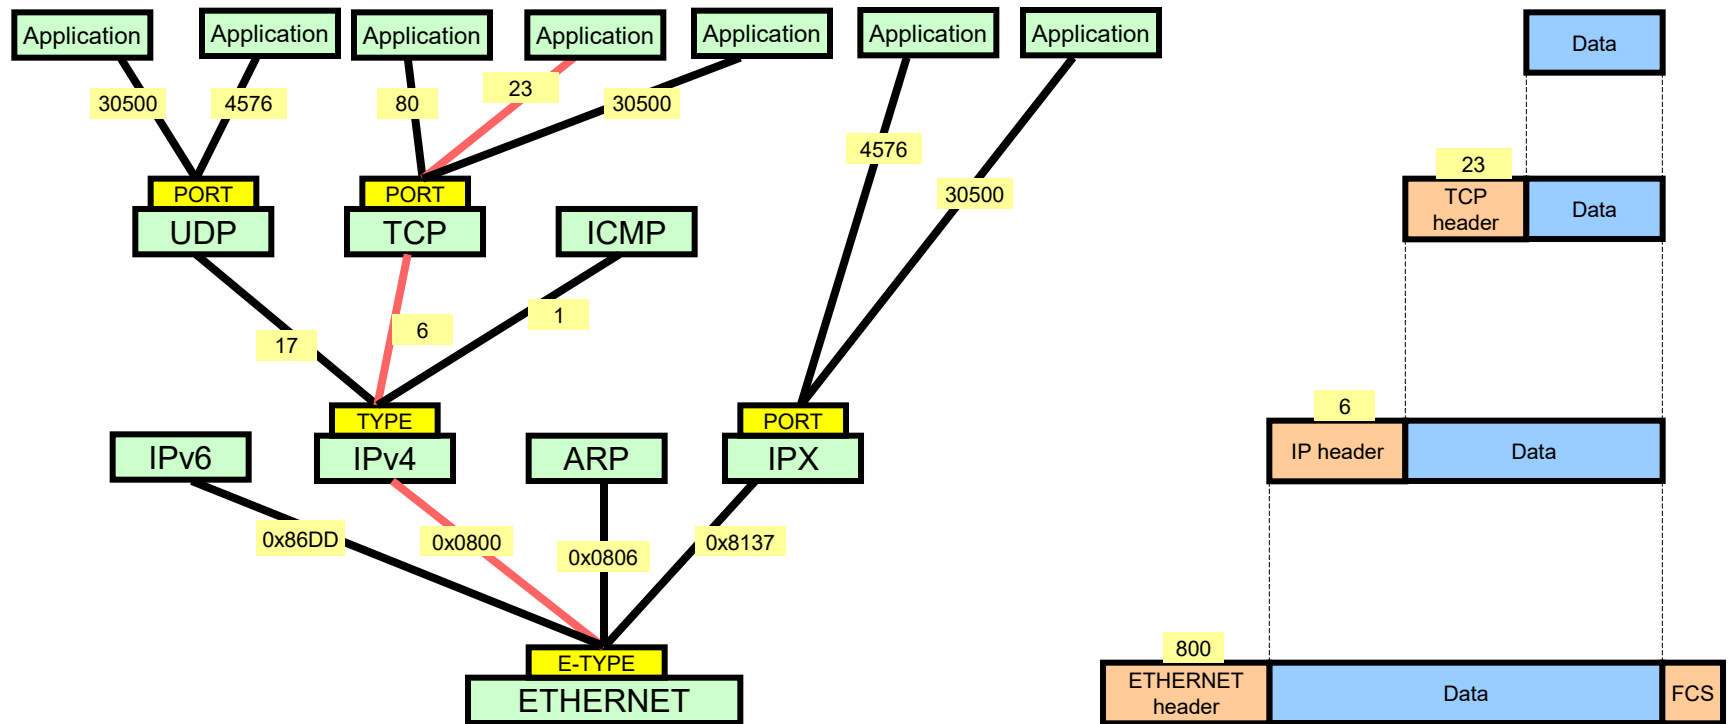 Application
Application
Application
Application
Application
Application
Application
Data
30500
4576
80
23
30500
4576
30500
23
TCP
header
Data
PORT
UDP
PORT
TCP
ICMP
17
6
1
6
IP header
Data
TYPE
PORT
IPv6
IPv4
ARP
IPX
0x86DD
0x0800
0x0806
0x8137
E-TYPE
ETHERNET
800
ETHERNET
header
Data
FCS